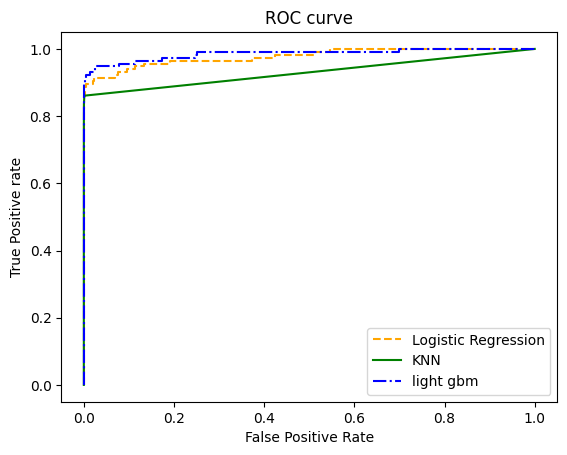 ROC curve
True Positive rate
1.0
0.8
0.6
0.4
0.2
0.0
Logistic Regression
KNN
light gbm
0.0 0.2 0.4 0.6 0.8 1.0
False Positive Rate